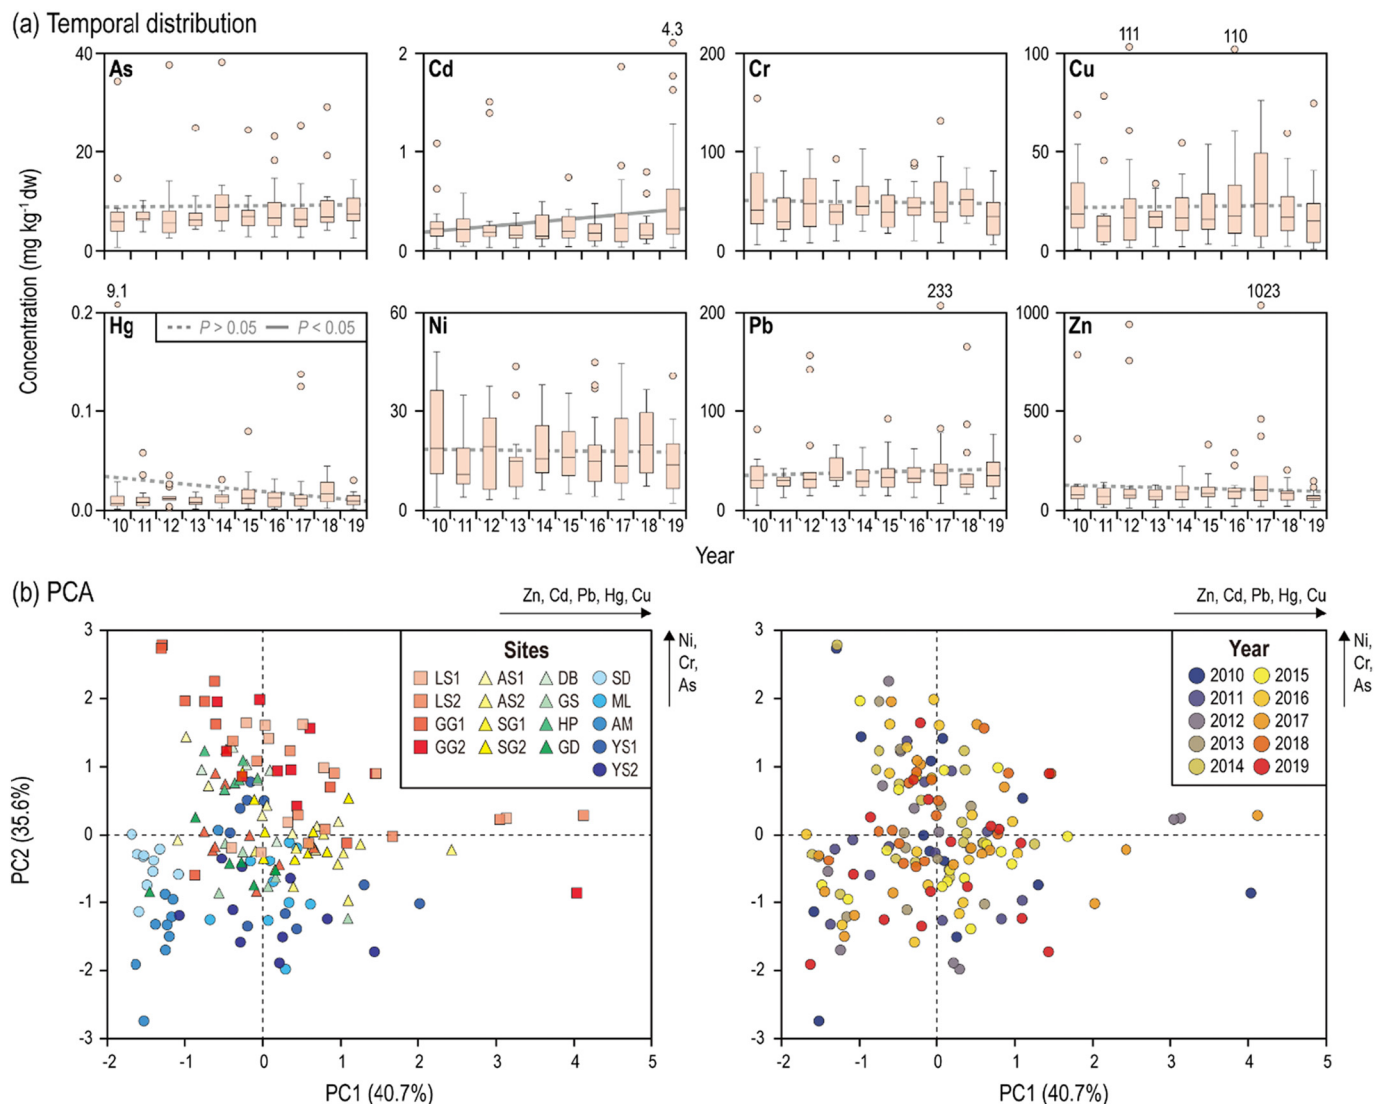 (a) Temporal distribution
4.3
111 110
40 2 200 100
As Cd Cr Cu
20 1 100 50
0 0 0 0
Concentration (mg kg⁻¹ dw)
9.1 233 1023
0.2 60 200 1000
Hg P > 0.05 P < 0.05 Ni Pb Zn
0.1 30 100 500
0.0 0 0 0
10 11 12 13 14 15 16 17 18 19 10 11 12 13 14 15 16 17 18 19 10 11 12 13 14 15 16 17 18 19 10 11 12 13 14 15 16 17 18 19
Year
(b) PCA
Zn, Cd, Pb, Hg, Cu Zn, Cd, Pb, Hg, Cu
Ni, Cr, As
Ni, Cr, As
Sites
LS1 AS1 DB SD
LS2 AS2 GS ML
GG1 SG1 HP AM
GG2 SG2 GD YS1
YS2
Year
2010 2015
2011 2016
2012 2017
2013 2018
2014 2019
PC2 (35.6%)
3 2 1 0 -1 -2 -3
3 2 1 0 -1 -2 -3
-2 -1 0 1 2 3 4 5
-2 -1 0 1 2 3 4 5
PC1 (40.7%) PC1 (40.7%)